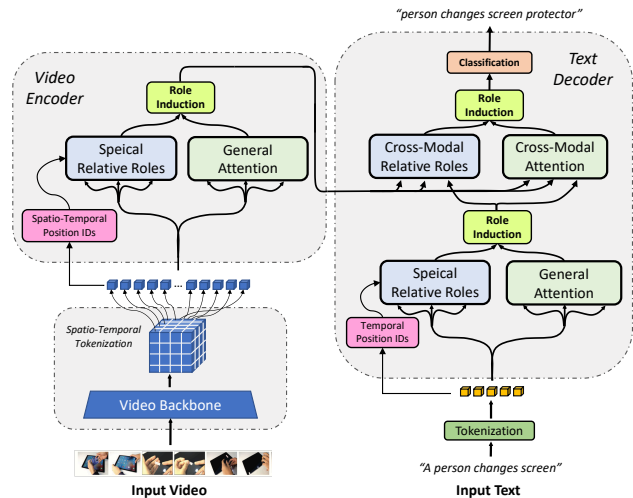 “person changes screen protector”
Video
Encoder
Role
Induction
Speical
Relative Roles
General
Attention
Spatio-Temporal
Position IDs
...
Spatio-Temporal
Tokenization
Video Backbone
Input Video
Text
Decoder
Classification
Role
Induction
Cross-Modal
Relative Roles
Cross-Modal
Attention
Role
Induction
Speical
Relative Roles
General
Attention
Temporal
Position IDs
Tokenization
“A person changes screen”
Input Text